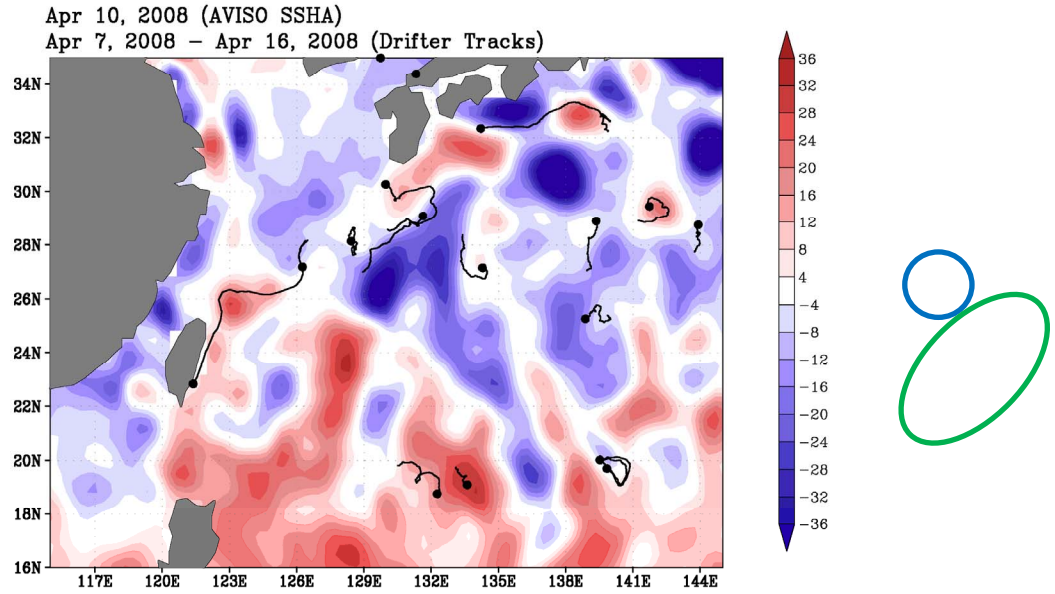 Apr 10, 2008 (AVISO SSHA)
Apr 7, 2008 − Apr 16, 2008 (Drifter Tracks)
34N
32N
30N
28N
26N
24N
22N
20N
18N
16N
117E 120E 123E 126E 129E 132E 135E 138E 141E 144E
36
32
28
24
20
16
12
8
4
−4
−8
−12
−16
−20
−24
−28
−32
−36